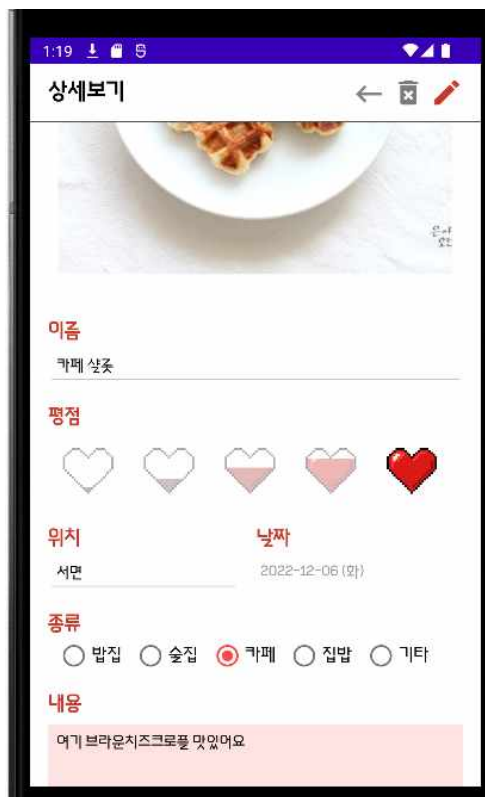 1:19
상세보기
이름
카페 샬롯
평점
위치 날짜
서면 2022-12-06 (화)
종류
밥집 술집 카페 집밥 기타
내용
여기 브라운치즈크로플 맛있어요